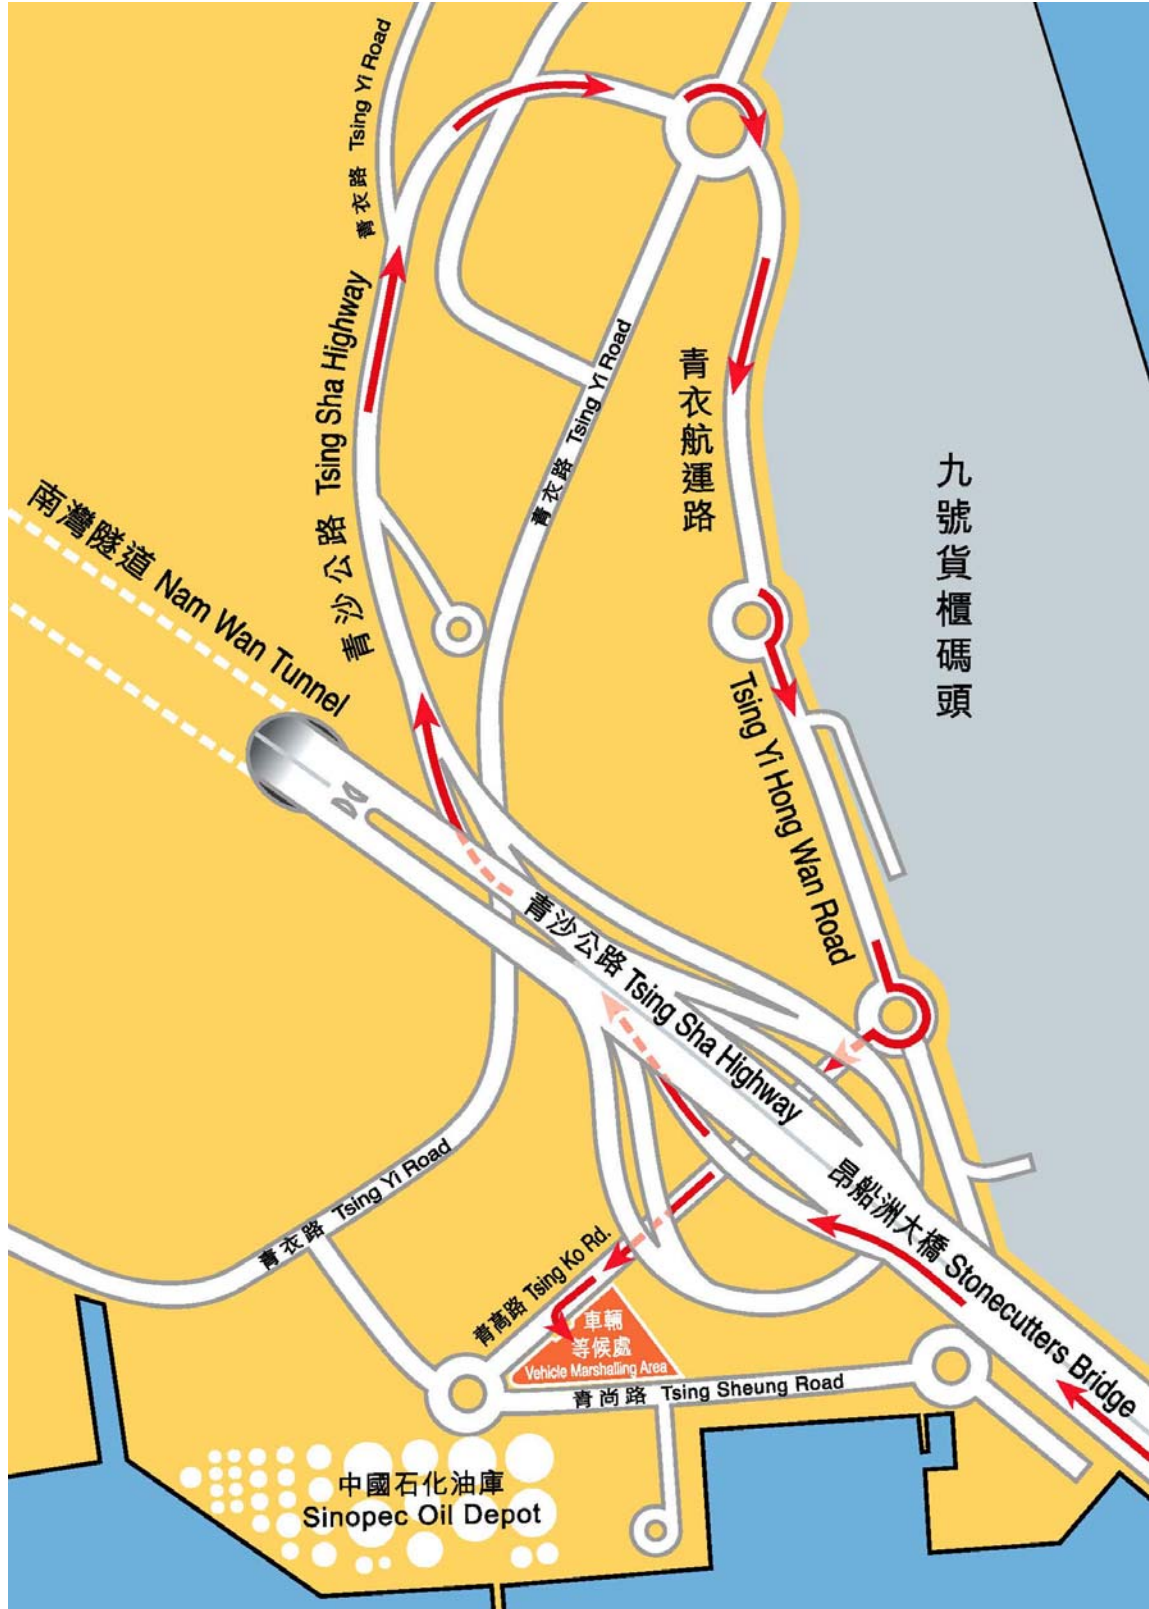 青衣路 Tsing Yi Road
青沙公路 Tsing Sha Highway
青衣路 Tsing Yi Road
青衣航運路
九號貨櫃碼頭
南灣隧道 Nam Wan Tunnel
Tsing Yi Hong Wan Road
青沙公路 Tsing Sha Highway
青衣路 Tsing Yi Road
昂船洲大橋 Stonecutters Bridge
青高路 Tsing Ko Rd.
車輛
等候處
Vehicle Marshalling Area
青尚路 Tsing Sheung Road
中國石化油庫
Sinopec Oil Depot